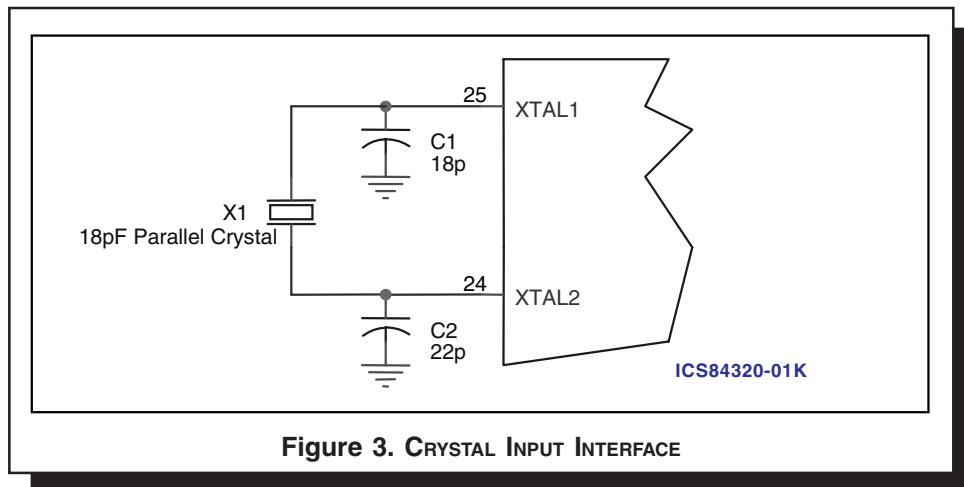 25
XTAL1
C1
18p
X1
18pF Parallel Crystal
24
XTAL2
C2
22p
ICS84320-01K
Figure 3. CRYSTAL INPUT INTERFACE